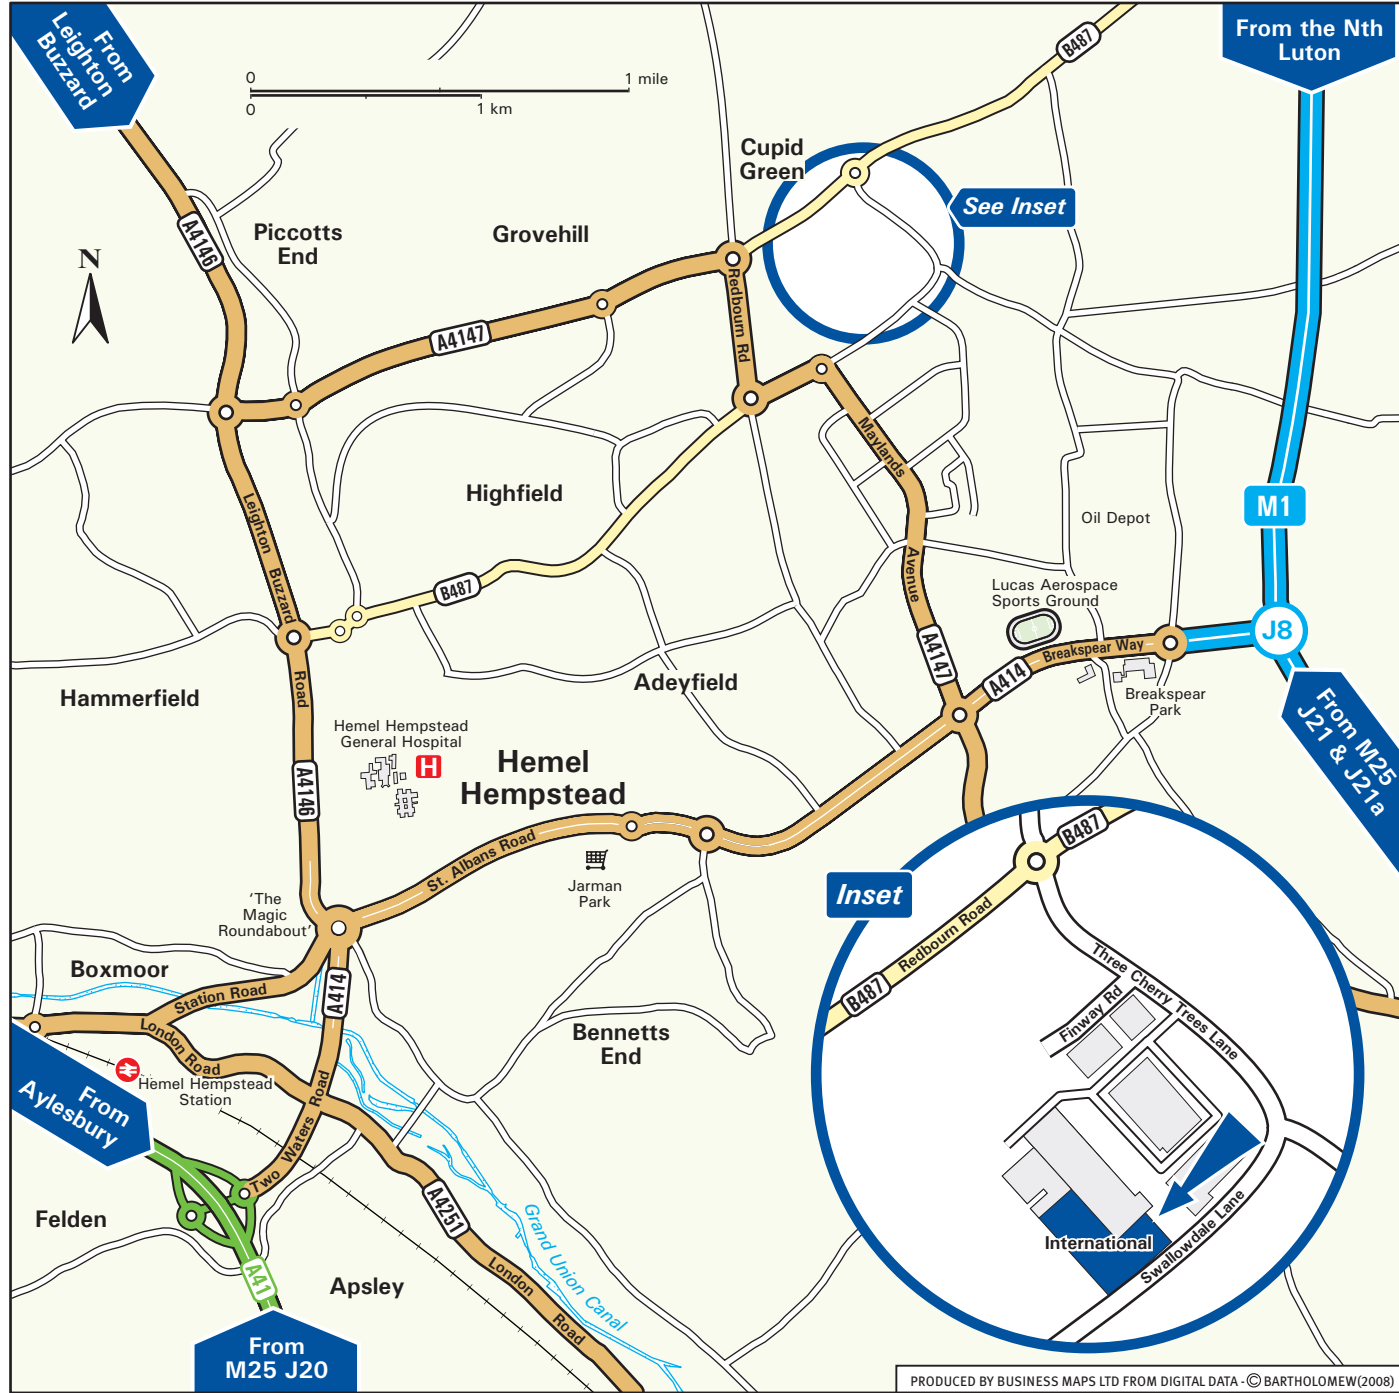 From
Leighton
Buzzard
0
1 mile
0
1 km
B487
From the Nth
Luton
Cupid
Green
See Inset
A4146
Piccotts
End
Grovehill
N
Redbourn Rd
A4147
Maylands
Avenue
Highfield
Leighton
Buzzard
Road
M1
Oil Depot
B487
Lucas Aerospace
Sports Ground
J8
Breakspear Way
A4147
A414
Hammerfield
Adeyfield
Breakspear
Park
From M25
J21 & J21a
Hemel Hempstead
General Hospital
H
Hemel
Hempstead
A4146
St. Albans Road
Jarman
Park
'The
Magic
Roundabout'
Inset
B487
Redbourn Road
B487
Three Cherry Trees Lane
Finway Rd
International
Swallowdale Lane
Boxmoor
Station Road
A414
London Road
Bennetts
End
Hemel Hempstead
Station
From
Aylesbury
Two Waters Road
Felden
A4251
Grand Union Canal
A41
Apsley
London
Road
From
M25 J20
PRODUCED BY BUSINESS MAPS LTD FROM DIGITAL DATA - © BARTHOLOMEW(2008)